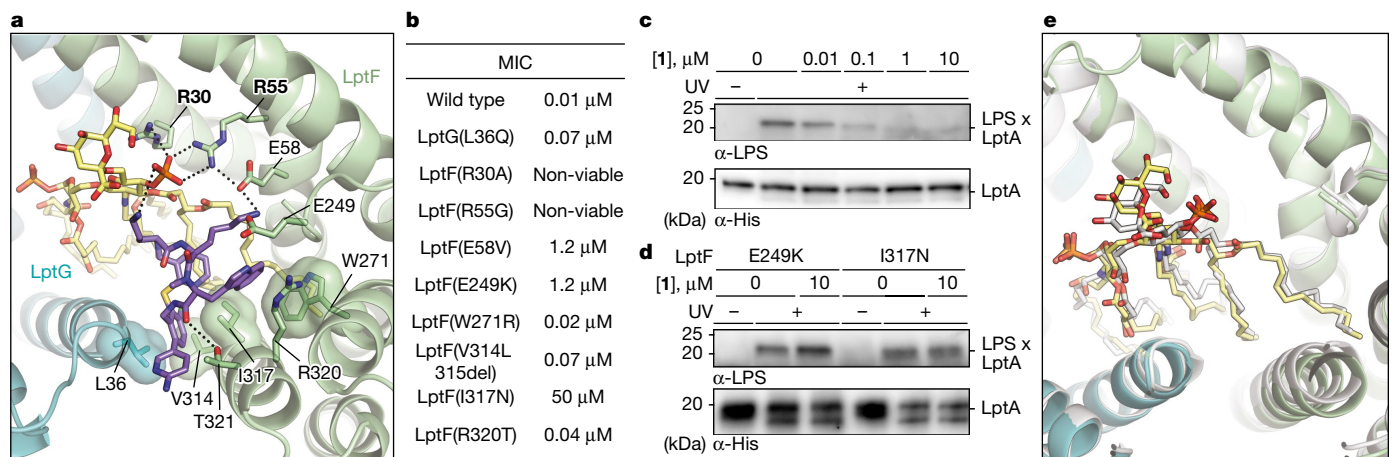 a
R30
R55
LptF
E58
E249
W271
LptG
L36
V314
T321
I317
R320
b
MIC
Wild type 0.01 µM
LptG(L36Q) 0.07 µM
LptF(R30A) Non-viable
LptF(R55G) Non-viable
LptF(E58V) 1.2 µM
LptF(E249K) 1.2 µM
LptF(W271R) 0.02 µM
LptF(V314L
315del) 0.07 µM
LptF(I317N) 50 µM
LptF(R320T) 0.04 µM
c
[1], µM 0 0.01 0.1 1 10
UV – +
25
20
LPS x
LptA
α-LPS
20
LptA
(kDa) α-His
d
LptF E249K I317N
[1], µM 0 10 0 10
UV – + – +
25
20
LPS x
LptA
α-LPS
20
LptA
(kDa) α-His
e